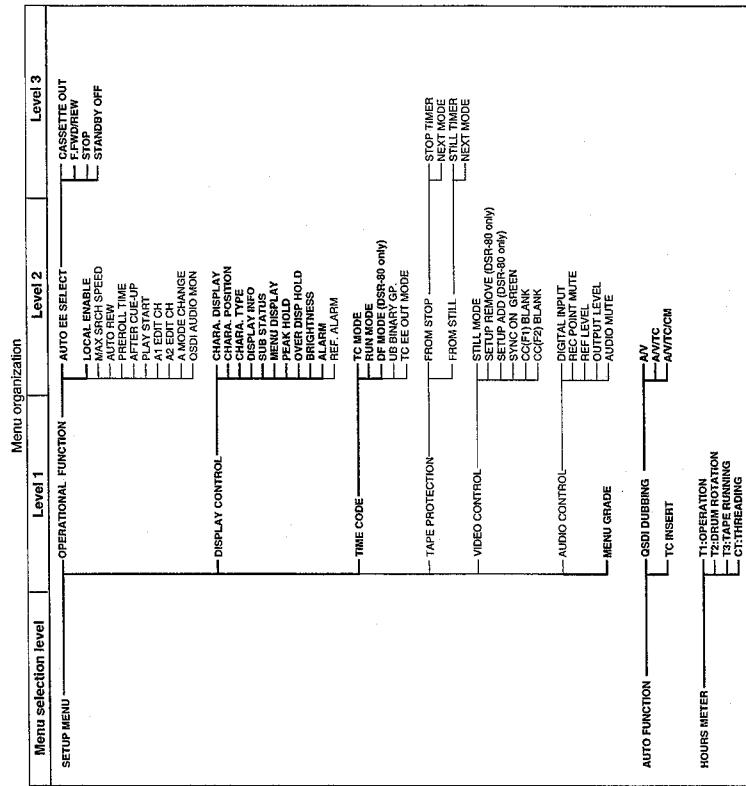 Menu organization
Menu selection level
Level 1
Level 2
Level 3
SETUP MENU
OPERATIONAL FUNCTION
AUTO EE SELECT
CASSETTE OUT
F.FWD/REW
STOP
STANDBY OFF
LOCAL ENABLE
MAX SRCH SPEED
AUTO REW
PREROLL TIME
AFTER CUE-UP
PLAY START
A1 EDIT CH
A2 EDIT CH
A MODE CHANGE
QSDI AUDIO MON
DISPLAY CONTROL
CHARA. DISPLAY
CHARA. POSITION
CHARA. TYPE
DISPLAY INFO
SUB STATUS
MENU DISPLAY
PEAK HOLD
OVER DISP HOLD
BRIGHTNESS
ALARM
REF. ALARM
TIME CODE
TC MODE
RUN MODE
DF MODE (DSR-80 only)
UB BINARY GP.
TC EE OUT MODE
TAPE PROTECTION
FROM STOP
STOP TIMER
NEXT MODE
FROM STILL
STILL TIMER
NEXT MODE
VIDEO CONTROL
STILL MODE
SETUP REMOVE (DSR-80 only)
SETUP ADD (DSR-80 only)
SYNC ON GREEN
CC(F1) BLANK
CC(F2) BLANK
AUDIO CONTROL
DIGITAL INPUT
REC POINT MUTE
REF LEVEL
OUTPUT LEVEL
AUDIO MUTE
MENU GRADE
AUTO FUNCTION
QSDI DUBBING
A/V
A/V/TC
A/V/TC/CM
TC INSERT
HOURS METER
T1:OPERATION
T2:DRUM ROTATION
T3:TAPE RUNNING
CT:THREADING